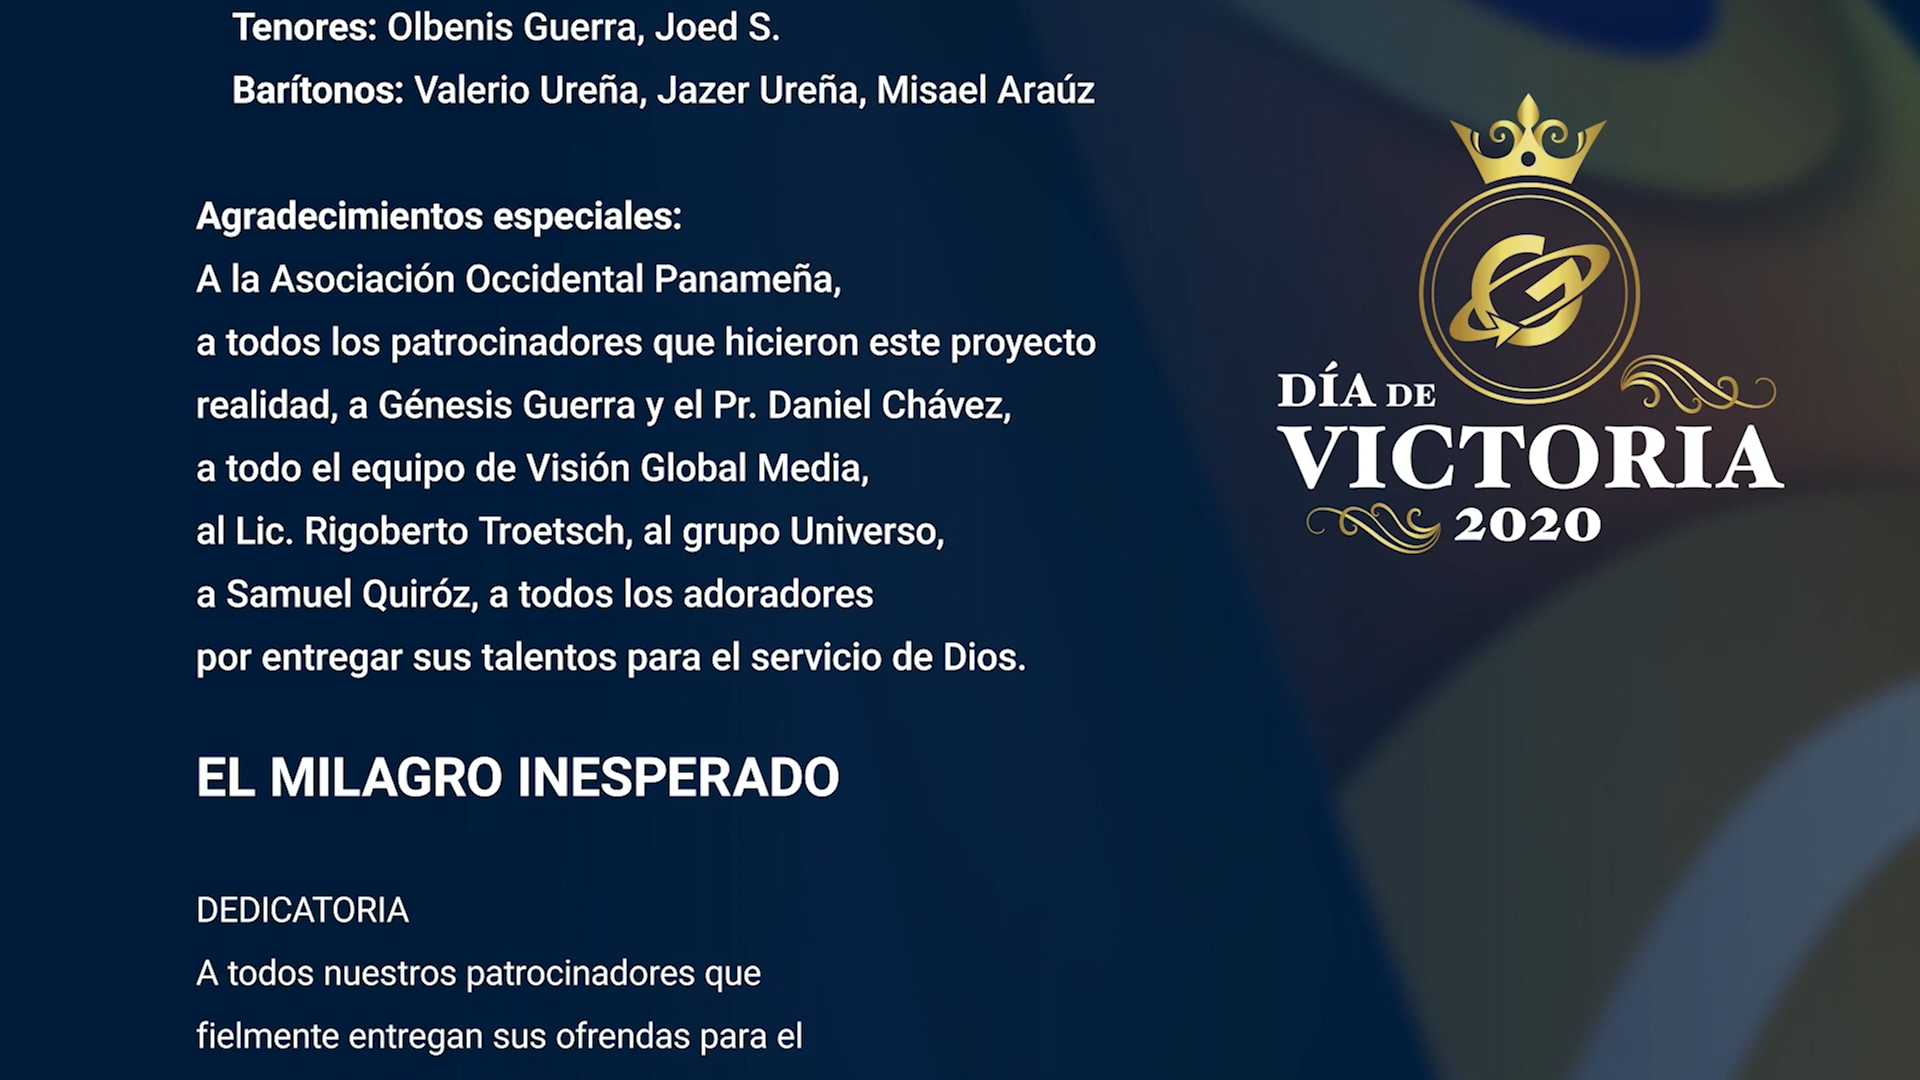 Tenores: Olbenis Guerra, Joed S.
Barítonos: Valerio Ureña, Jazer Ureña, Misael Araúz
Agradecimientos especiales:
A la Asociación Occidental Panameña,
a todos los patrocinadores que hicieron este proyecto
realidad, a Génesis Guerra y el Pr. Daniel Chávez,
a todo el equipo de Visión Global Media,
al Lic. Rigoberto Troetsch, al grupo Universo,
a Samuel Quiróz, a todos los adoradores
por entregar sus talentos para el servicio de Dios.
EL MILAGRO INESPERADO
DEDICATORIA
A todos nuestros patrocinadores que
fielmente entregan sus ofrendas para el
G
DÍA DE
VICTORIA
2020